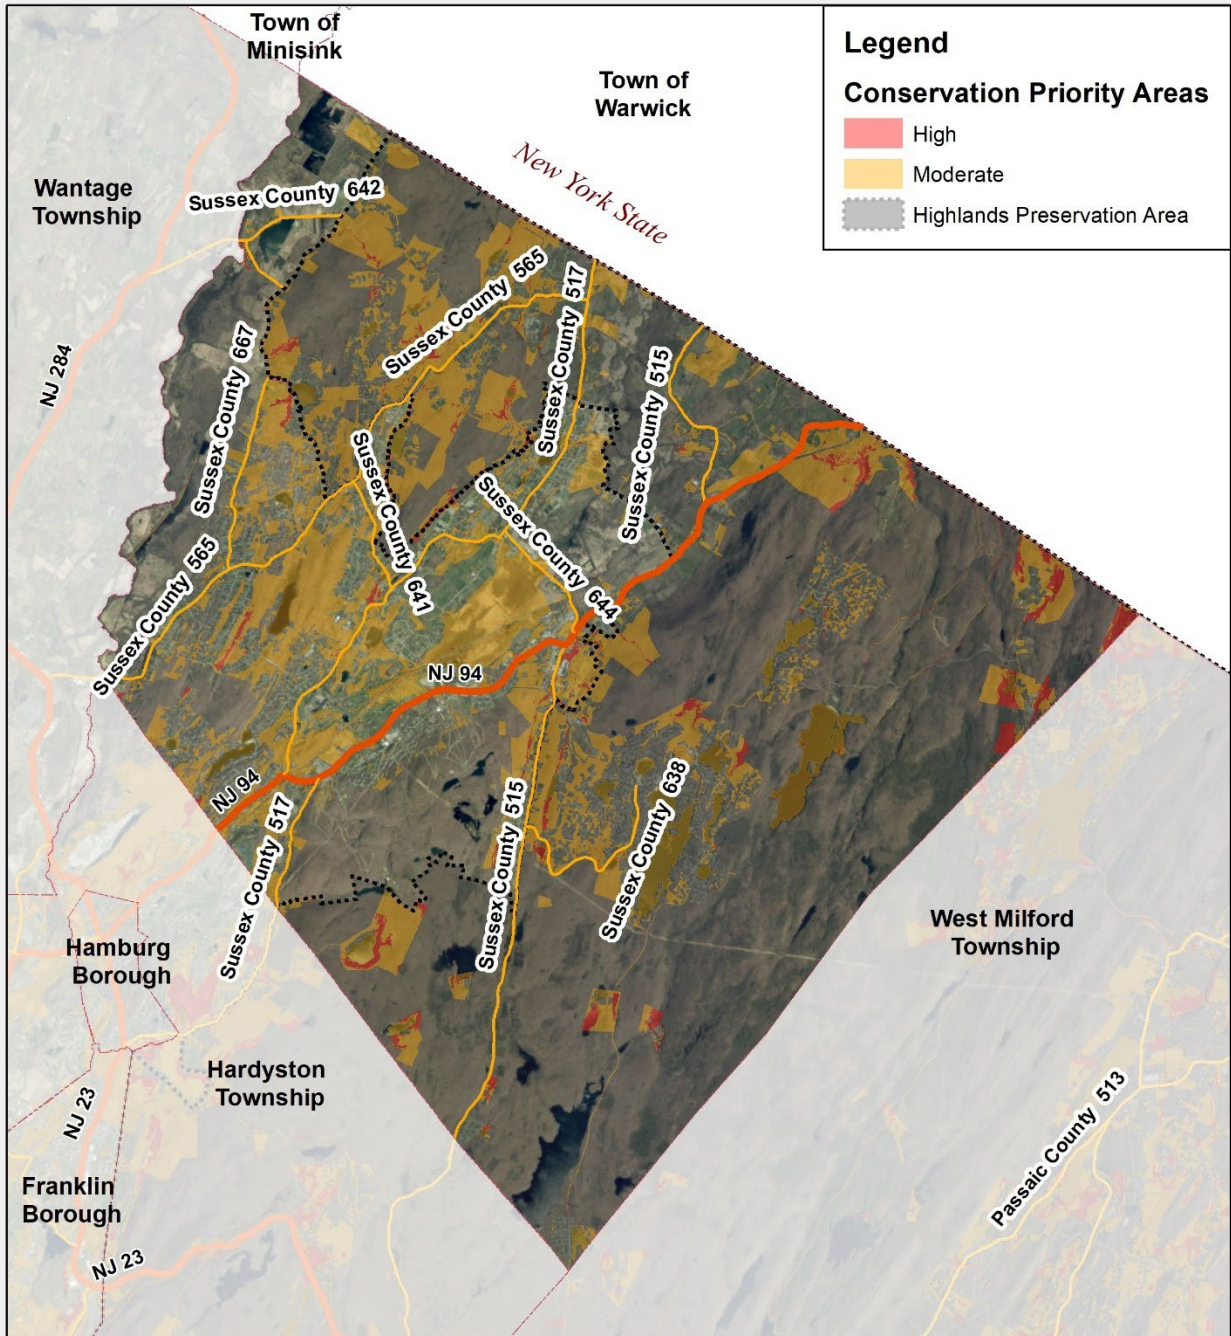 Town of
Minisink
Town of
Warwick
Legend
Conservation Priority Areas
High
Moderate
Highlands Preservation Area
New York State
Wantage
Township
Sussex County 642
Sussex County 565
Sussex County 517
Sussex County 515
Sussex County 667
NJ 284
Sussex County 641
Sussex County 644
Sussex County 565
NJ 94
NJ 94
Sussex County 517
Sussex County 515
Sussex County 638
West Milford
Township
Hamburg
Borough
Hardyston
Township
NJ 23
Passaic County 513
Franklin
Borough
NJ 23